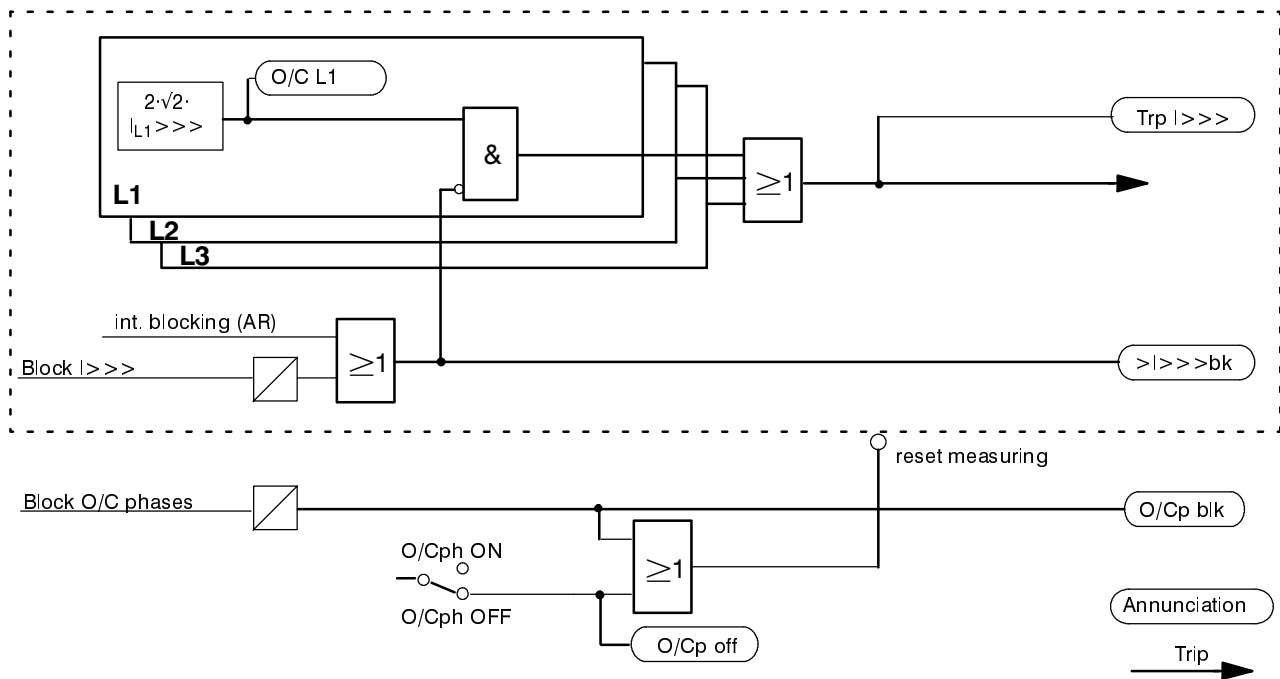 O/C L1
2·√2·
I L1 >>>
&
≥1
Trp I>>>
L1
L2
L3
int. blocking (AR)
Block I>>>
≥1
>I>>>bk
reset measuring
Block O/C phases
O/Cp blk
O/Cph ON
≥1
O/Cph OFF
O/Cp off
Annunciation
Trip